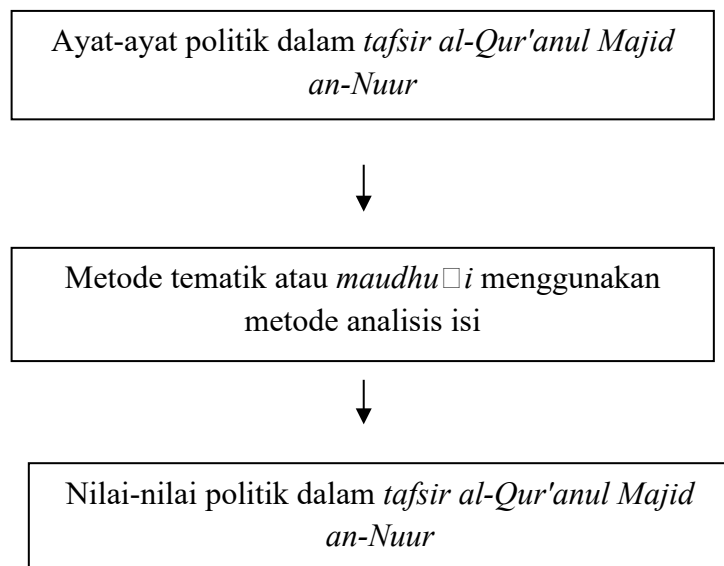 Ayat-ayat politik dalam tafsir al-Qur'anul Majid
an-Nuur
Metode tematik atau maudhu□i menggunakan
metode analisis isi
Nilai-nilai politik dalam tafsir al-Qur'anul Majid
an-Nuur